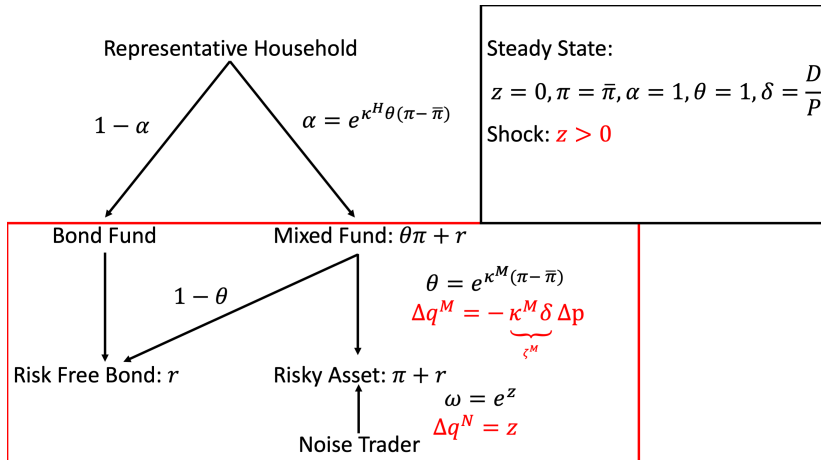 Representative Household
Steady State:
z = 0, π = π̅, α = 1, θ = 1, δ = D/P
Shock: z > 0
1 − α
α = e^{κ^H θ(π− π̅)}
Bond Fund
Mixed Fund: θπ + r
1 − θ
θ = e^{κ^M (π− π̅)}
Δq^M = − κ^M δ Δp
ζ^M
Risk Free Bond: r
Risky Asset: π + r
ω = e^z
Δq^N = z
Noise Trader